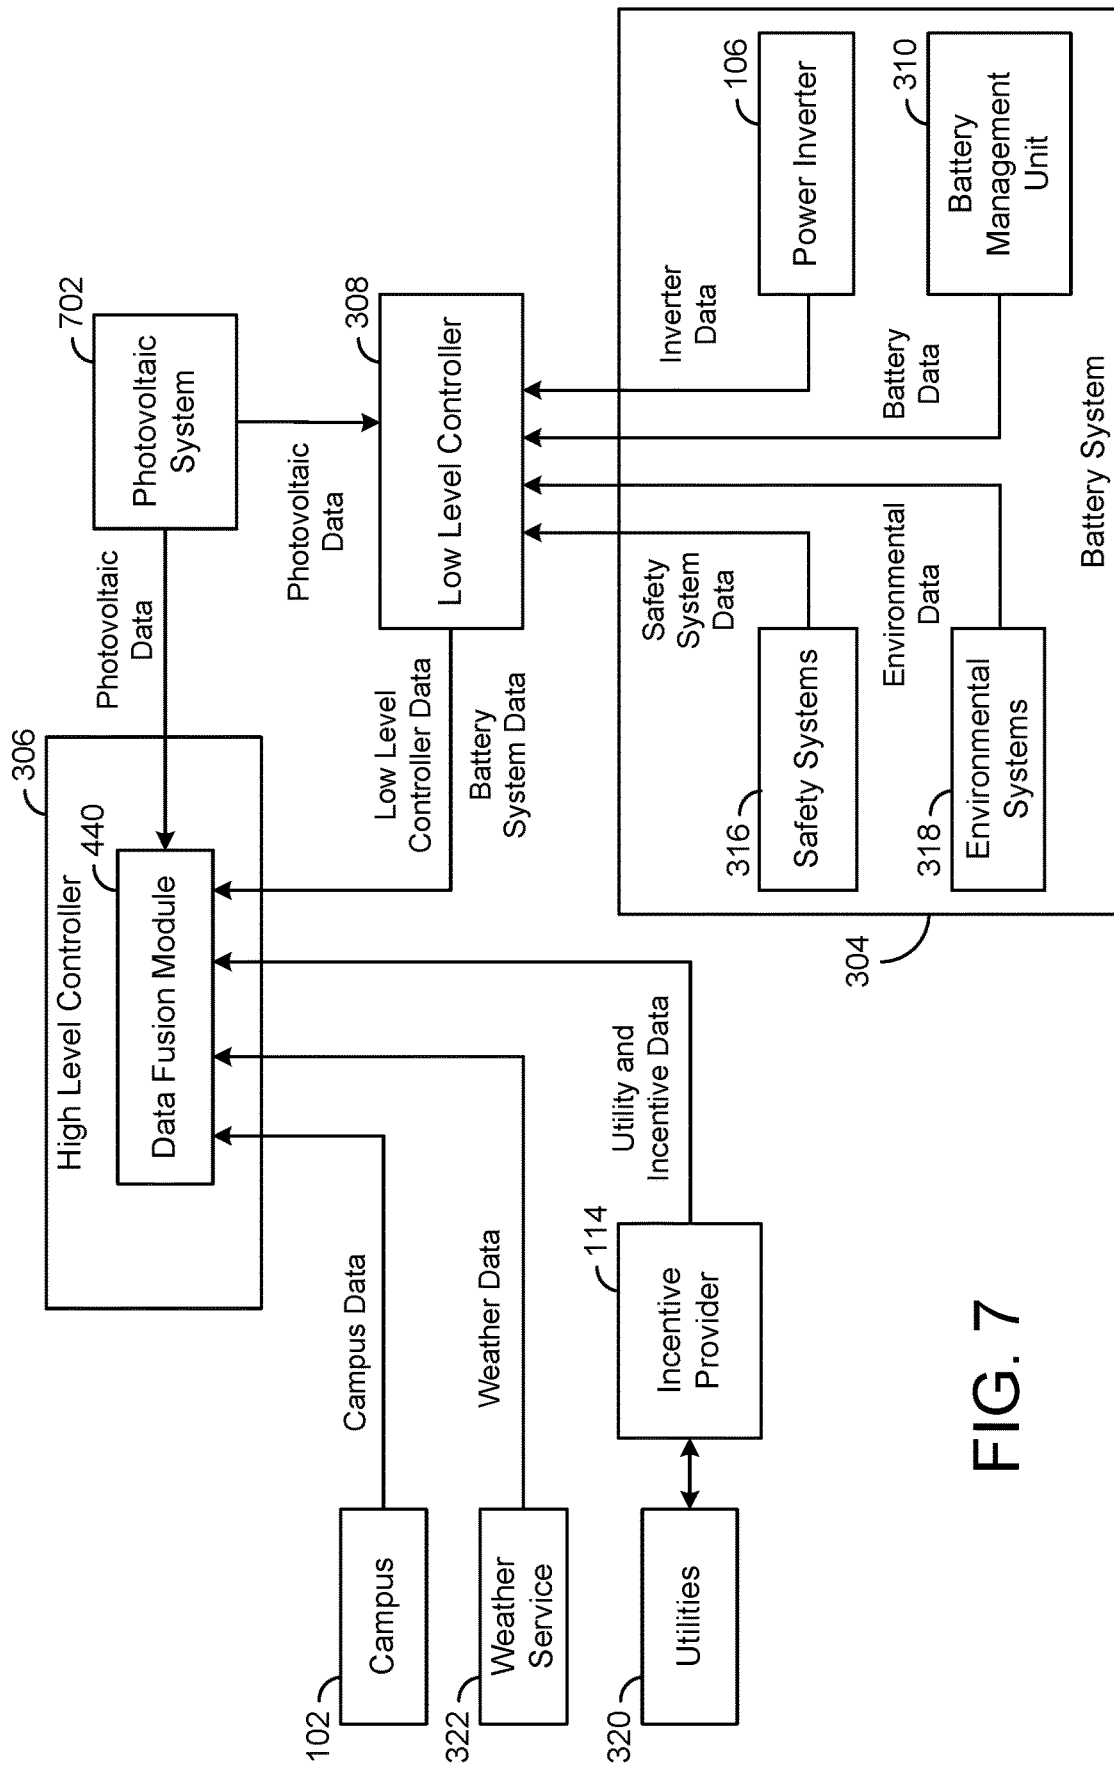 306
High Level Controller
440
Data Fusion Module
702
Photovoltaic
System
Photovoltaic
Data
Photovoltaic
Data
308
Low Level Controller
Low Level
Controller Data
Battery
System Data
102
Campus
Campus Data
322
Weather
Service
Weather Data
320
Utilities
114
Incentive
Provider
Utility and
Incentive Data
304
Safety
System
Data
Inverter
Data
316
Safety Systems
106
Power Inverter
Environmental
Data
Battery
Data
318
Environmental
Systems
310
Battery
Management
Unit
Battery System
FIG. 7